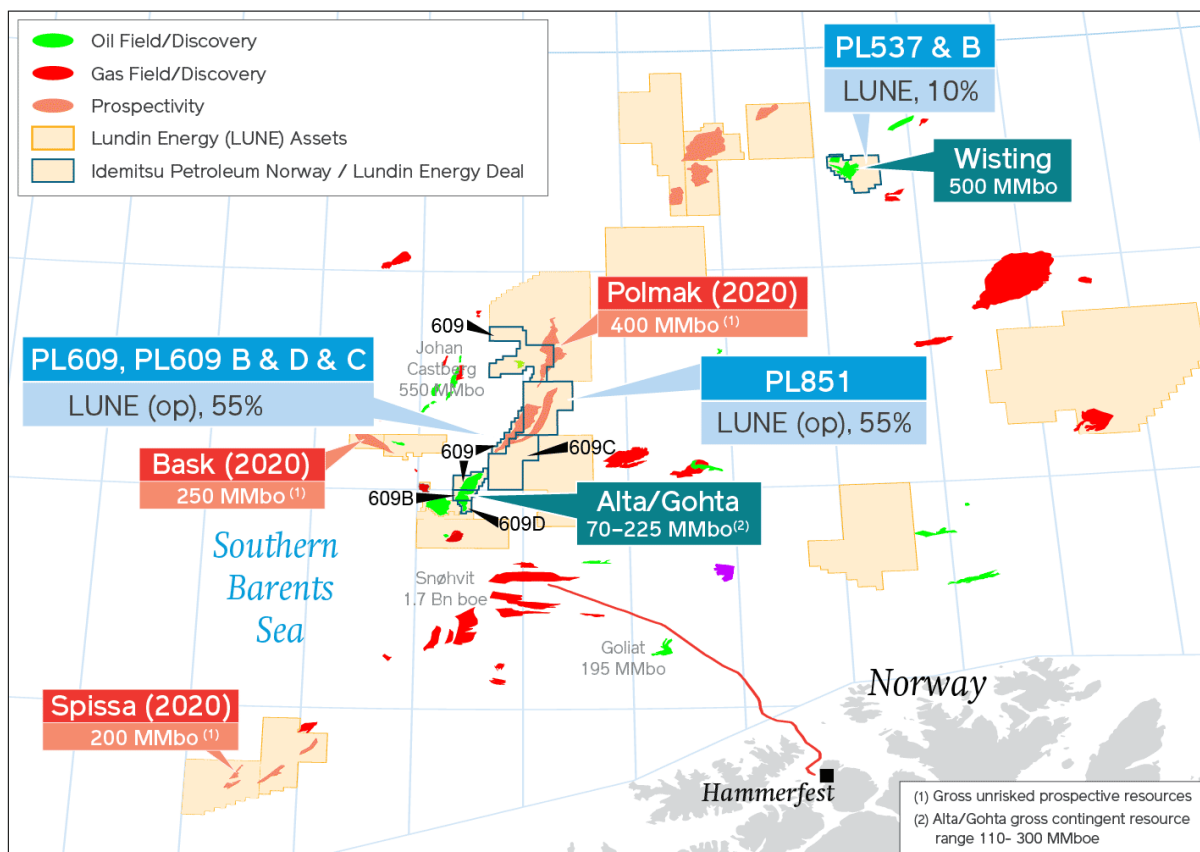 Oil Field/Discovery
Gas Field/Discovery
Prospectivity
Lundin Energy (LUNE) Assets
Idemitsu Petroleum Norway / Lundin Energy Deal
PL537 & B
LUNE, 10%
Wisting
500 MMbo
Polmak (2020)
400 MMbo (1)
609
Johan
Castberg
550 MMbo
PL609, PL609 B & D & C
LUNE (op), 55%
PL851
LUNE (op), 55%
Bask (2020)
250 MMbo (1)
609
609C
609B
609D
Alta/Gohta
70–225 MMbo(2)
Southern
Barents
Sea
Snøhvit
1.7 Bn boe
Goliat
195 MMbo
Norway
Spissa (2020)
200 MMbo (1)
Hammerfest
(1) Gross unrisked prospective resources
(2) Alta/Gohta gross contingent resource
range 110- 300 MMboe